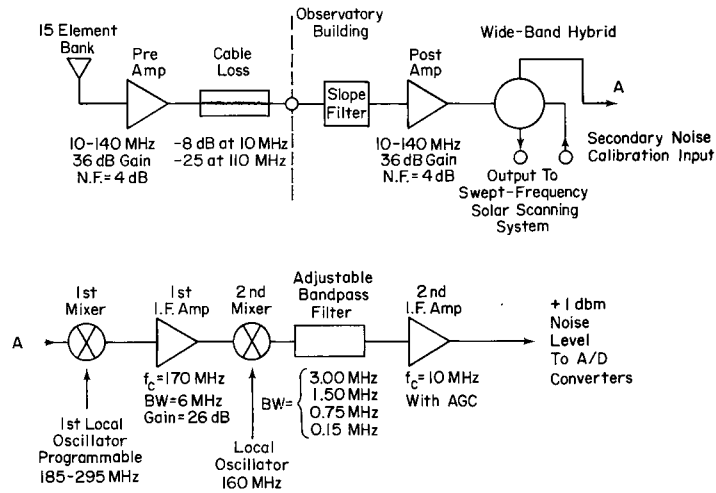 15 Element
Bank
Pre
Amp
10-140 MHz
36 dB Gain
N.F.= 4 dB
Cable
Loss
-8 dB at 10 MHz
-25 at 110 MHz
Observatory
Building
Slope
Filter
Post
Amp
10-140 MHz
36 dB Gain
N.F.= 4 dB
Wide-Band Hybrid
A
Secondary Noise
Calibration Input
Output To
Swept-Frequency
Solar Scanning
System
A
1st
Mixer
1st Local
Oscillator
Programmable
185-295 MHz
1st
I.F. Amp
fc=170 MHz
BW=6 MHz
Gain=26 dB
2nd
Mixer
Local
Oscillator
160 MHz
Adjustable
Bandpass
Filter
BW=
3.00 MHz
1.50 MHz
0.75 MHz
0.15 MHz
2nd
I.F. Amp
fc=10 MHz
With AGC
+1 dbm
Noise
Level
To A/D
Converters